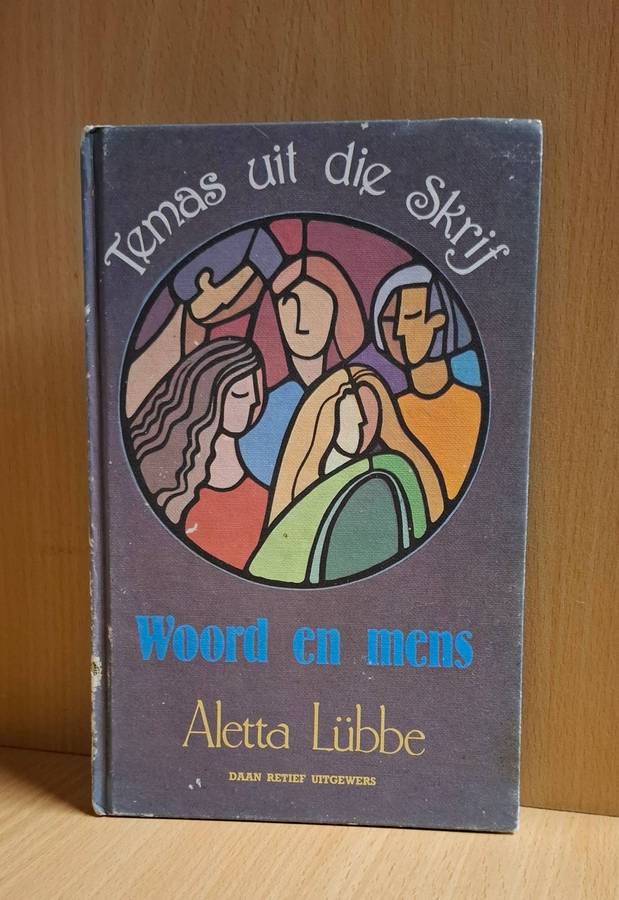 Temas uit die Skrif
Woord en mens
Aletta Lübbe
DAAN RETIEF UITGEWERS